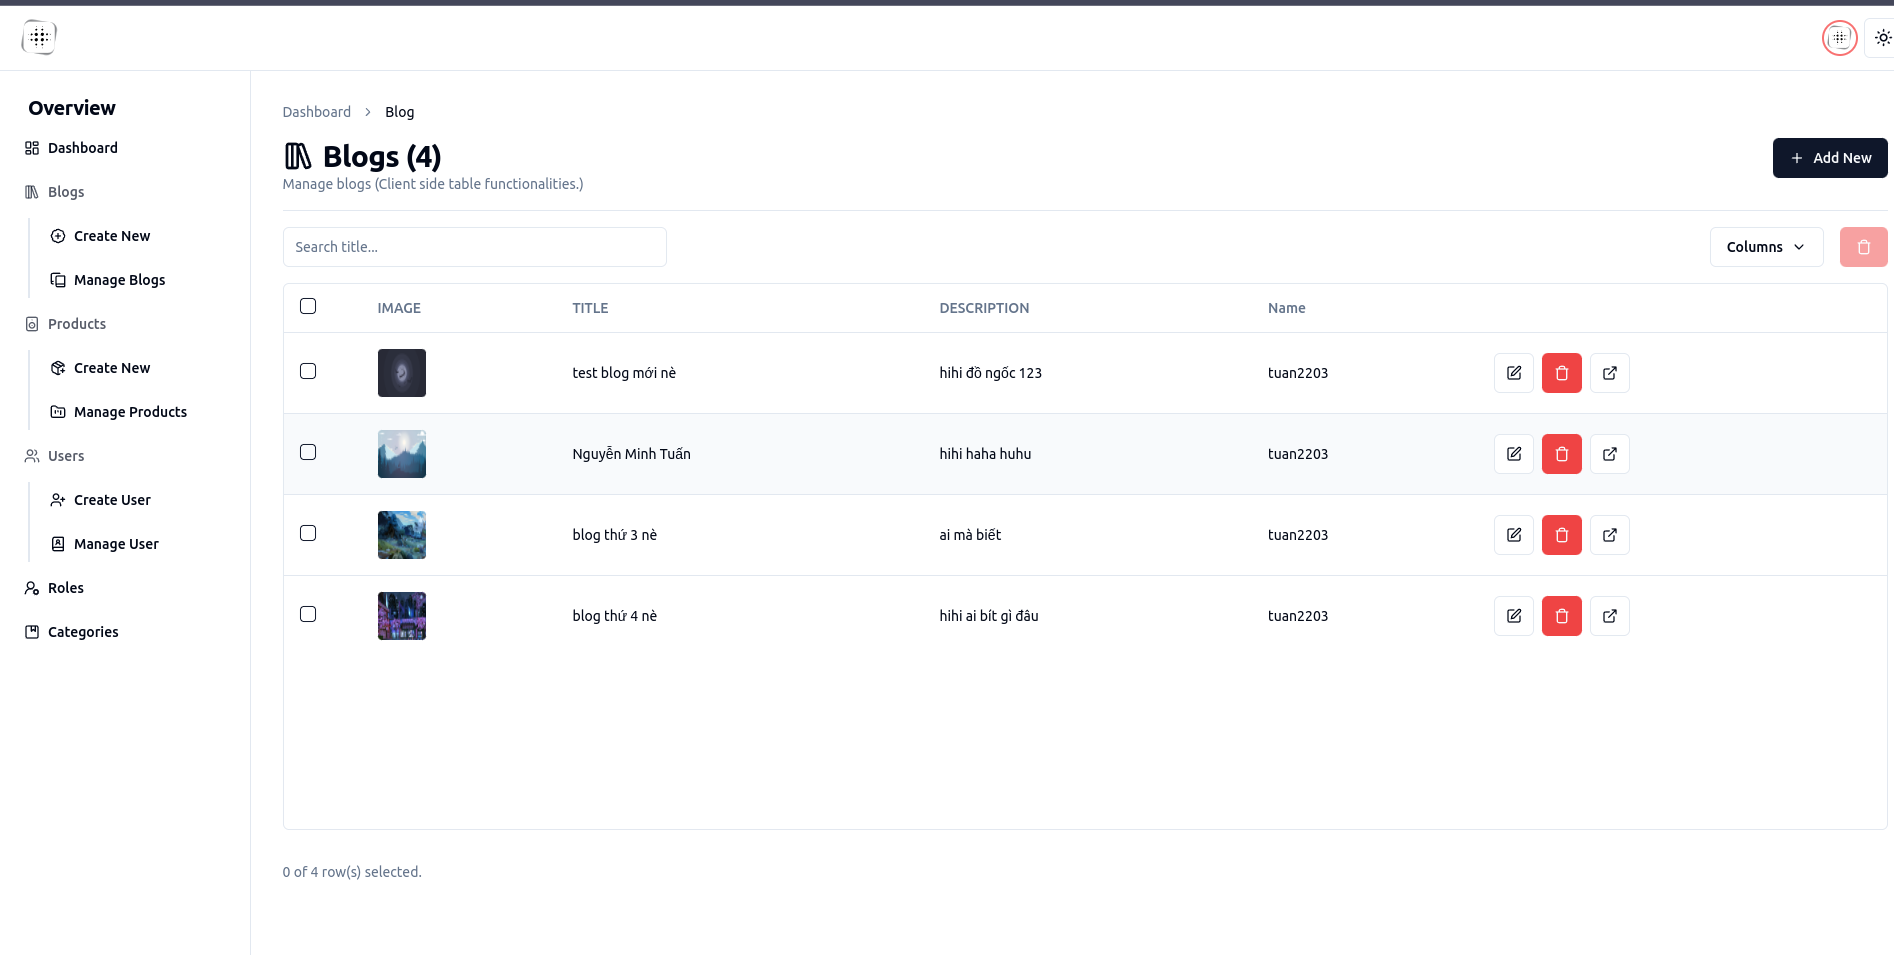 Overview
Dashboard
Blogs
Create New
Manage Blogs
Products
Create New
Manage Products
Users
Create User
Manage User
Roles
Categories
Dashboard Blog
Blogs (4)
Manage blogs (Client side table functionalities.)
Add New
Search title...
Columns
IMAGE TITLE DESCRIPTION Name
test blog mới nè hihi đồ ngốc 123 tuan2203
Nguyễn Minh Tuấn hihi haha huhu tuan2203
blog thứ 3 nè ai mà biết tuan2203
blog thứ 4 nè hihi ai bít gì đâu tuan2203
0 of 4 row(s) selected.